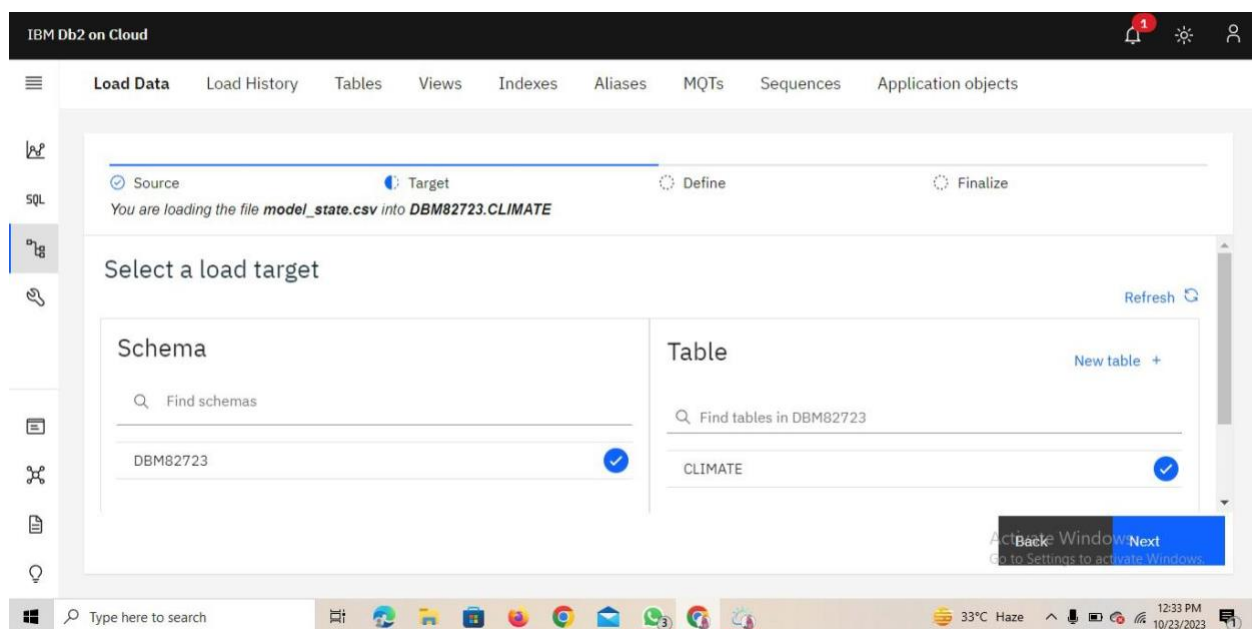 IBM Db2 on Cloud
1
Load Data Load History Tables Views Indexes Aliases MQTs Sequences Application objects
Source Target Define Finalize
You are loading the file model_state.csv into DBM82723.CLIMATE
SQL
Select a load target
Refresh
Schema
Find schemas
DBM82723
Table
New table +
Find tables in DBM82723
CLIMATE
Back Next
Activate Windows
Go to Settings to activate Windows.
Type here to search
3
33°C Haze
12:33 PM
10/23/2023
1